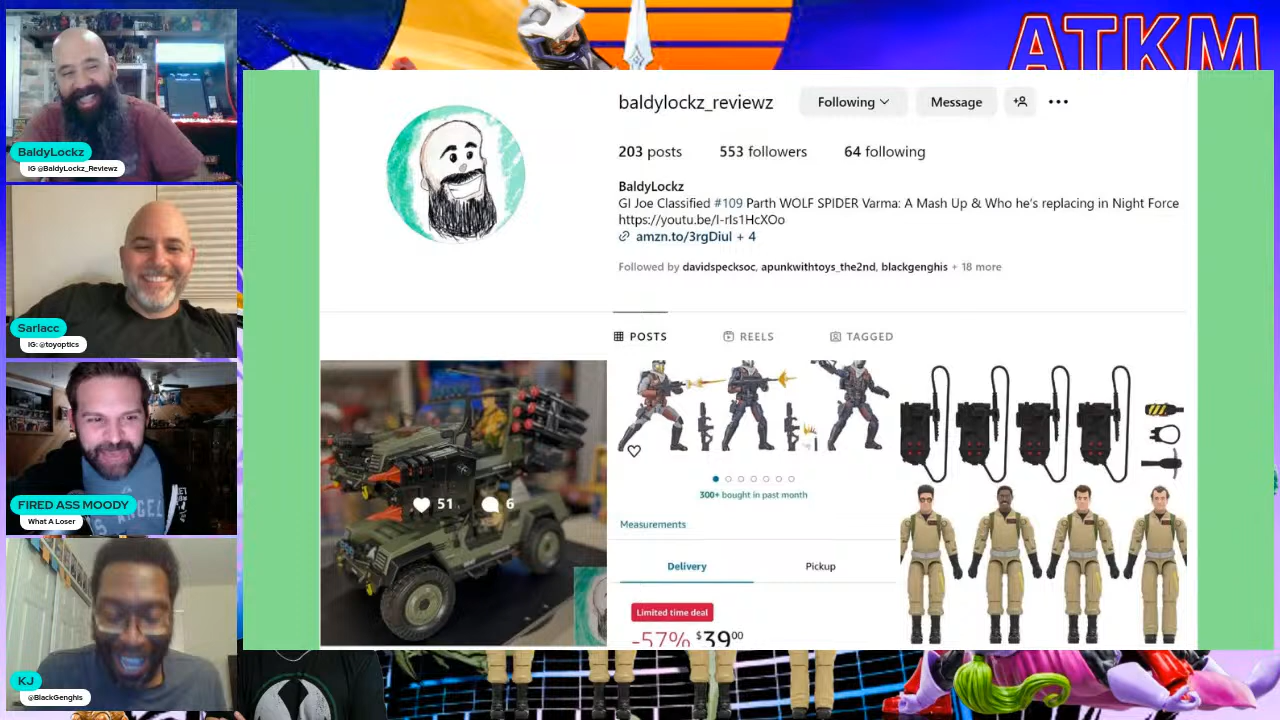 ATKM
BaldyLockz
IG @BaldyLockz_Reviewz
Sarlacc
IG: @toyoptics
FIRED ASS MOODY
What A Loser
KJ
@BlackGenghis
baldylockz_reviewz
Following
Message
203 posts
553 followers
64 following
BaldyLockz
GI Joe Classified #109 Parth WOLF SPIDER Varma: A Mash Up & Who he's replacing in Night Force
https://youtu.be/I-rIs1HcXOo
amzn.to/3rgDiuI + 4
Followed by davidspecksoc, apunkwithtoys_the2nd, blackgenghis + 18 more
POSTS
REELS
TAGGED
51
6
300+ bought in past month
Measurements
Delivery
Pickup
Limited time deal
-57% $3900